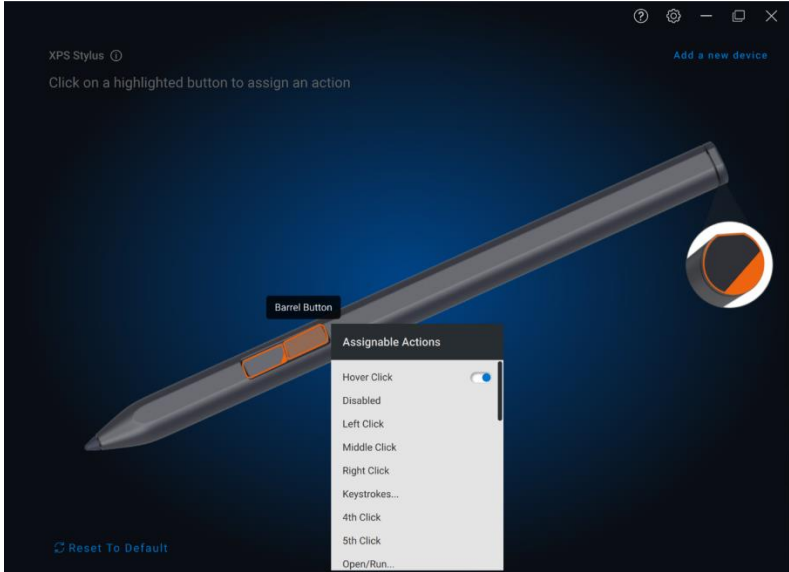 XPS Stylus
Add a new device
Click on a highlighted button to assign an action
Barrel Button
Assignable Actions
Hover Click
Disabled
Left Click
Middle Click
Right Click
Keystrokes...
4th Click
5th Click
Open/Run...
Reset To Default